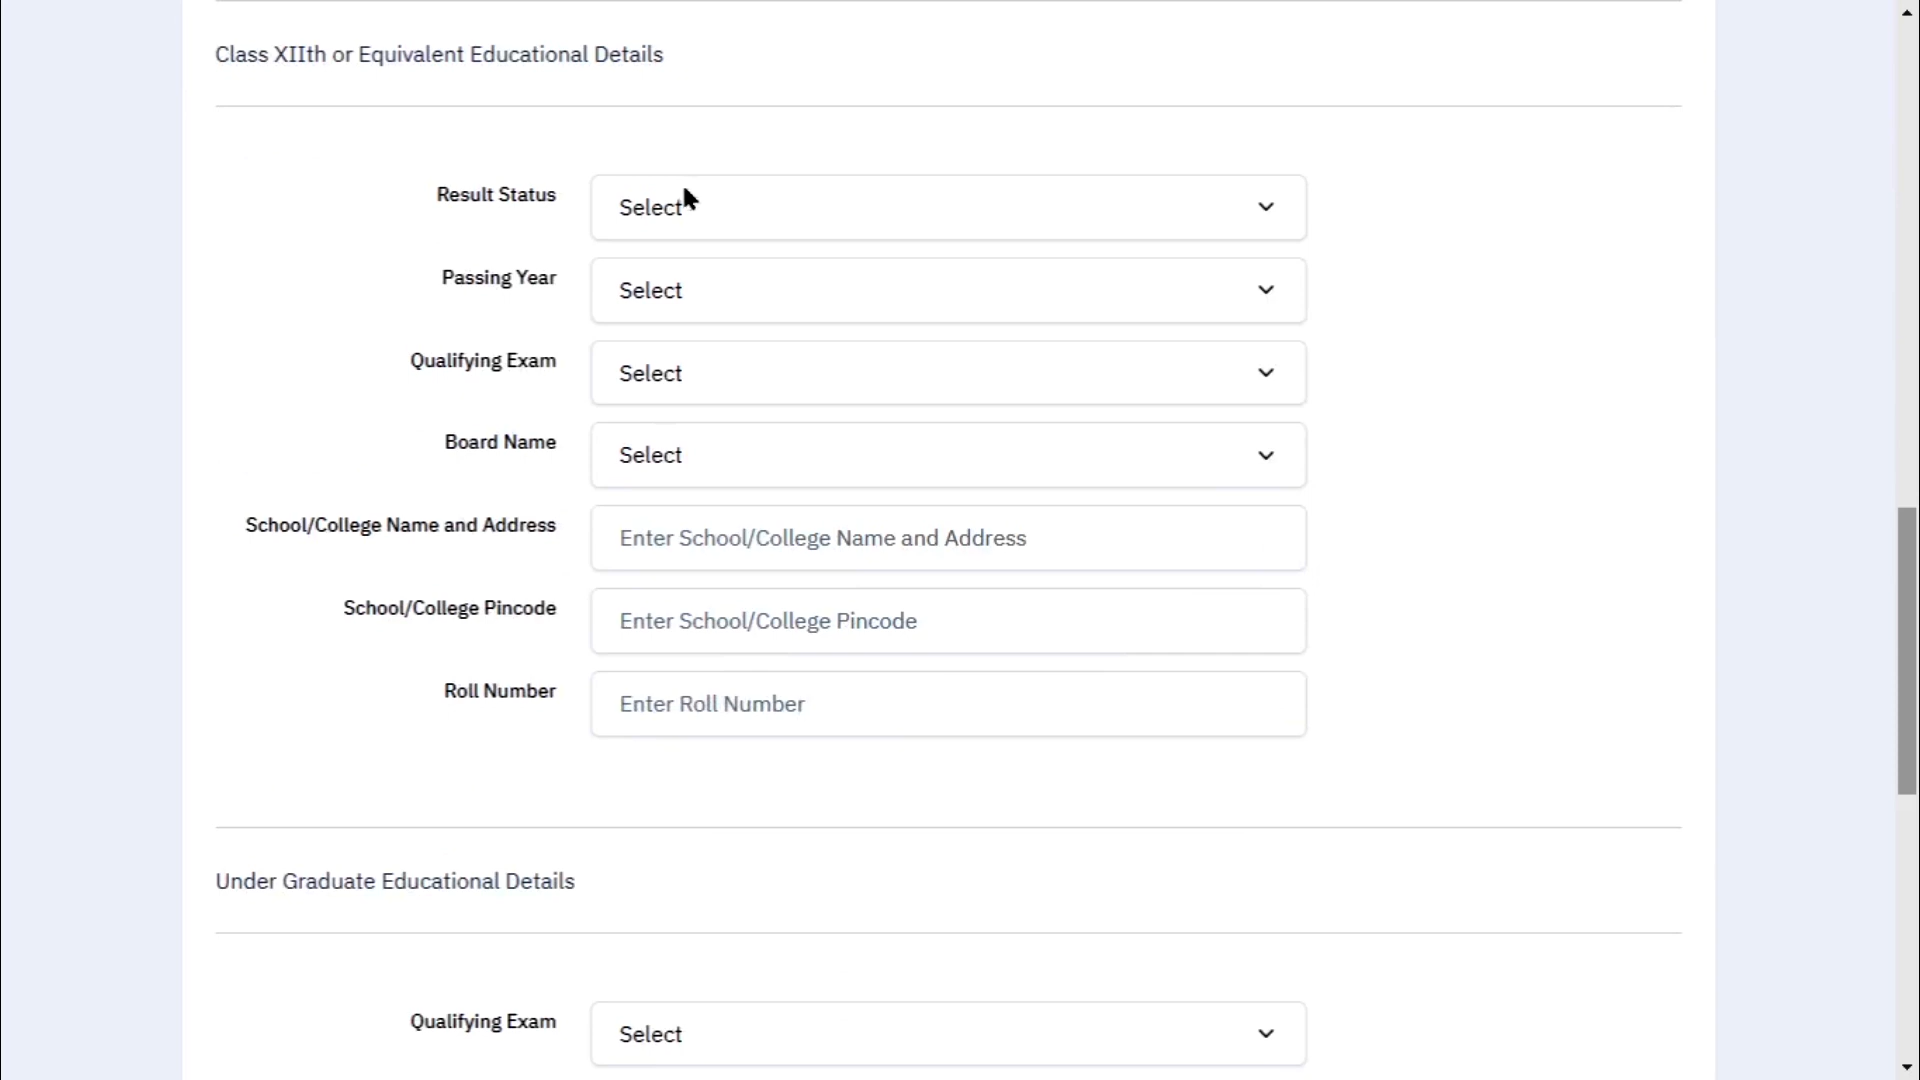 Class XIIth or Equivalent Educational Details
Result Status
Select
Passing Year
Select
Qualifying Exam
Select
Board Name
Select
School/College Name and Address
Enter School/College Name and Address
School/College Pincode
Enter School/College Pincode
Roll Number
Enter Roll Number
Under Graduate Educational Details
Qualifying Exam
Select